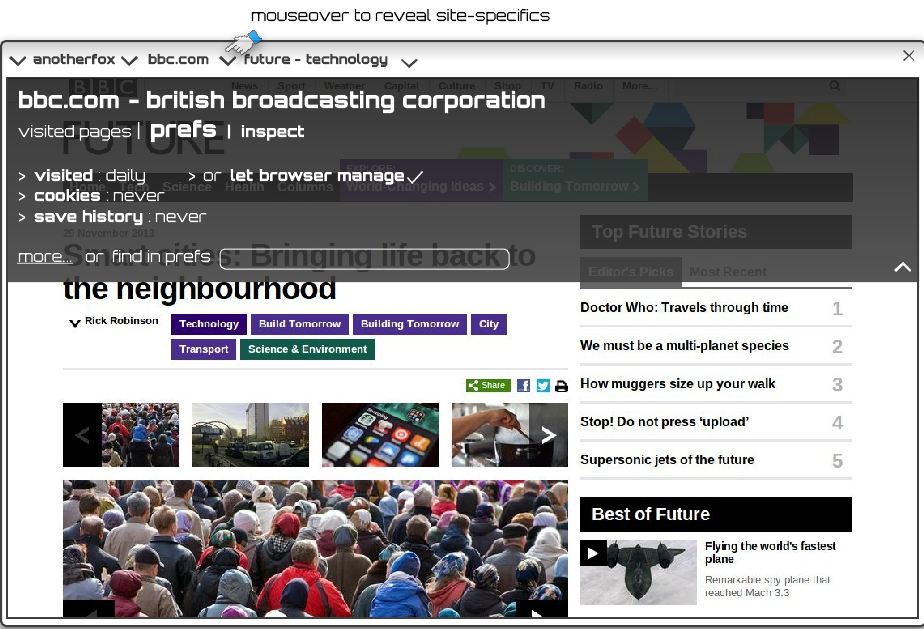 mouseover to reveal site-specifics
anotherfox bbc.com future - technology
BBC News Sport Weather Capital Culture Shop TV Radio More...
bbc.com - british broadcasting corporation
visited pages | prefs | inspect
FUTURE
EXPLORE: DISCOVER:
> visited : daily > or let browser manage
Home Tech Science Health Columns World-Changing Ideas > Building Tomorrow >
> cookies : never
> save history : never
29 November 2013
Top Future Stories
Smart cities: Bringing life back to
more... or find in prefs
Editor's Picks Most Recent
the neighbourhood
Doctor Who: Travels through time 1
Rick Robinson Technology Build Tomorrow Building Tomorrow City
We must be a multi-planet species 2
Transport Science & Environment
How muggers size up your walk 3
Share
Stop! Do not press ‘upload’ 4
Supersonic jets of the future 5
Best of Future
Flying the world's fastest
plane
Remarkable spy plane that
reached Mach 3.3